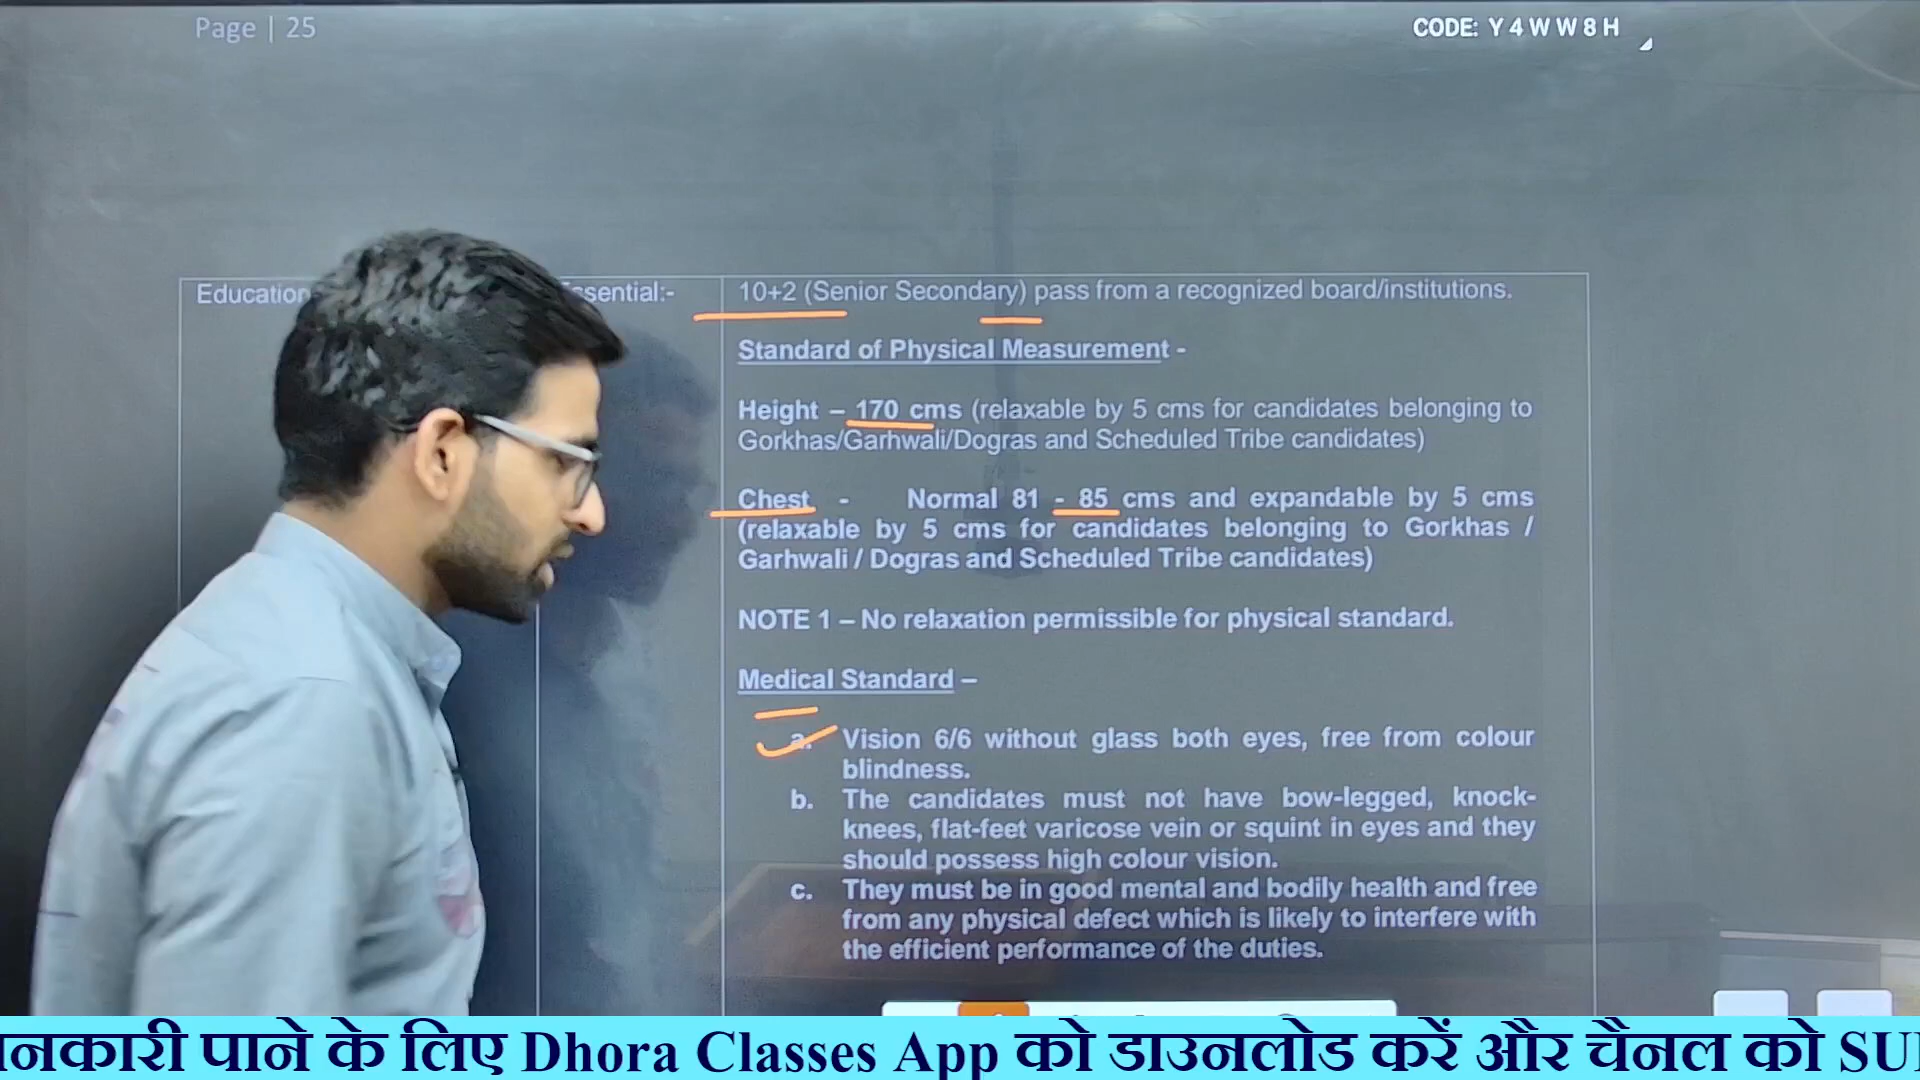 Page | 25
CODE: Y4WW8H
Education
ssential:-
10+2 (Senior Secondary) pass from a recognized board/institutions.
Standard of Physical Measurement -
Height – 170 cms (relaxable by 5 cms for candidates belonging to
Gorkhas/Garhwali/Dogras and Scheduled Tribe candidates)
Chest - Normal 81 - 85 cms and expandable by 5 cms
(relaxable by 5 cms for candidates belonging to Gorkhas /
Garhwali / Dogras and Scheduled Tribe candidates)
NOTE 1 – No relaxation permissible for physical standard.
Medical Standard –
a. Vision 6/6 without glass both eyes, free from colour
blindness.
b. The candidates must not have bow-legged, knock-
knees, flat-feet varicose vein or squint in eyes and they
should possess high colour vision.
c. They must be in good mental and bodily health and free
from any physical defect which is likely to interfere with
the efficient performance of the duties.
नकारी पाने के लिए Dhora Classes App को डाउनलोड करें और चैनल को SU